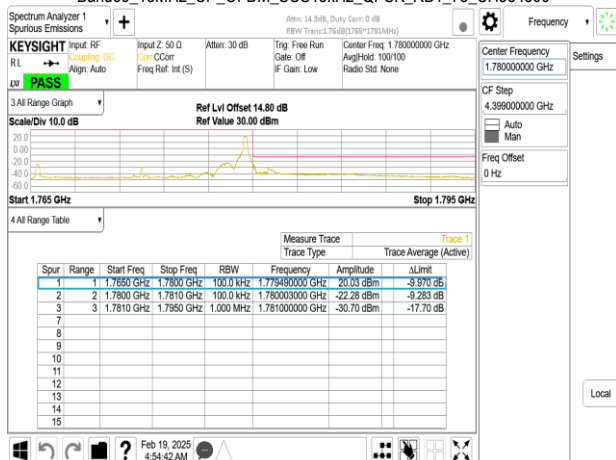 Spectrum Analyzer 1
Spurious Emissions
Attn: 14.8dB, Duty Corr: 0 dB
RBW Trans:1.76dB(1765~1781MHz)
Frequency
KEYSIGHT
Input: RF
Coupling: DC
Align: Auto
Input Z: 50 Ω
Corr CCorr
Freq Ref: Int (S)
Atten: 30 dB
Trig: Free Run
Gate: Off
IF Gain: Low
Center Freq: 1.780000000 GHz
Avg|Hold: 100/100
Radio Std: None
RL
LXI
PASS
Center Frequency
1.780000000 GHz
Settings
CF Step
4.399000000 GHz
Auto
Man
Freq Offset
0 Hz
3 All Range Graph
Scale/Div 10.0 dB
Ref Lvl Offset 14.80 dB
Ref Value 30.00 dBm
20.0
0.00
-20.0
-40.0
-60.0
Start 1.765 GHz
Stop 1.795 GHz
4 All Range Table
Measure Trace Trace 1
Trace Type Trace Average (Active)
Spur Range Start Freq Stop Freq RBW Frequency Amplitude ΔLimit
1 1 1.7650 GHz 1.7800 GHz 100.0 kHz 1.779490000 GHz 20.03 dBm -9.970 dB
2 2 1.7800 GHz 1.7810 GHz 100.0 kHz 1.780003000 GHz -22.28 dBm -9.283 dB
3 3 1.7810 GHz 1.7950 GHz 1.000 MHz 1.781000000 GHz -30.70 dBm -17.70 dB
7
8
9
10
11
12
13
14
15
Local
Feb 19, 2025
4:54:42 AM